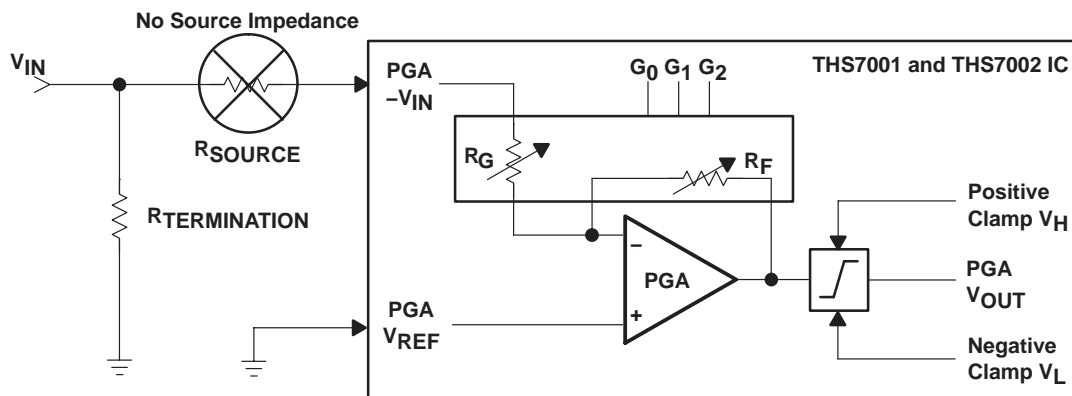 No Source Impedance
VIN
RSOURCE
RTERMINATION
THS7001 and THS7002 IC
PGA
–VIN
G0 G1 G2
RG
RF
–
PGA
+
PGA
VREF
Positive
Clamp VH
PGA
VOUT
Negative
Clamp VL